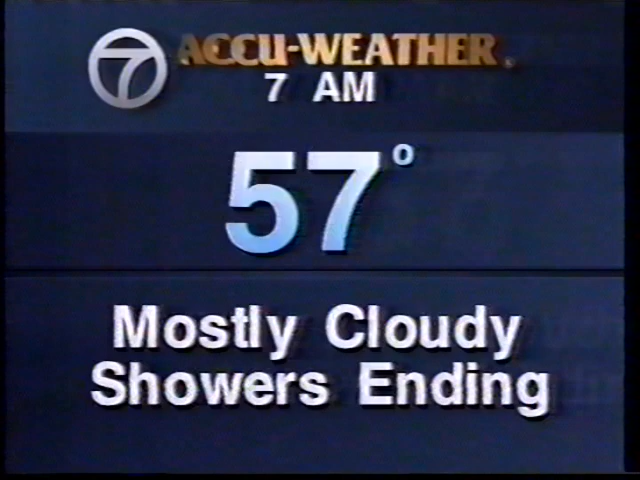 7 ACCU-WEATHER®
7 AM
57°
Mostly Cloudy
Showers Ending